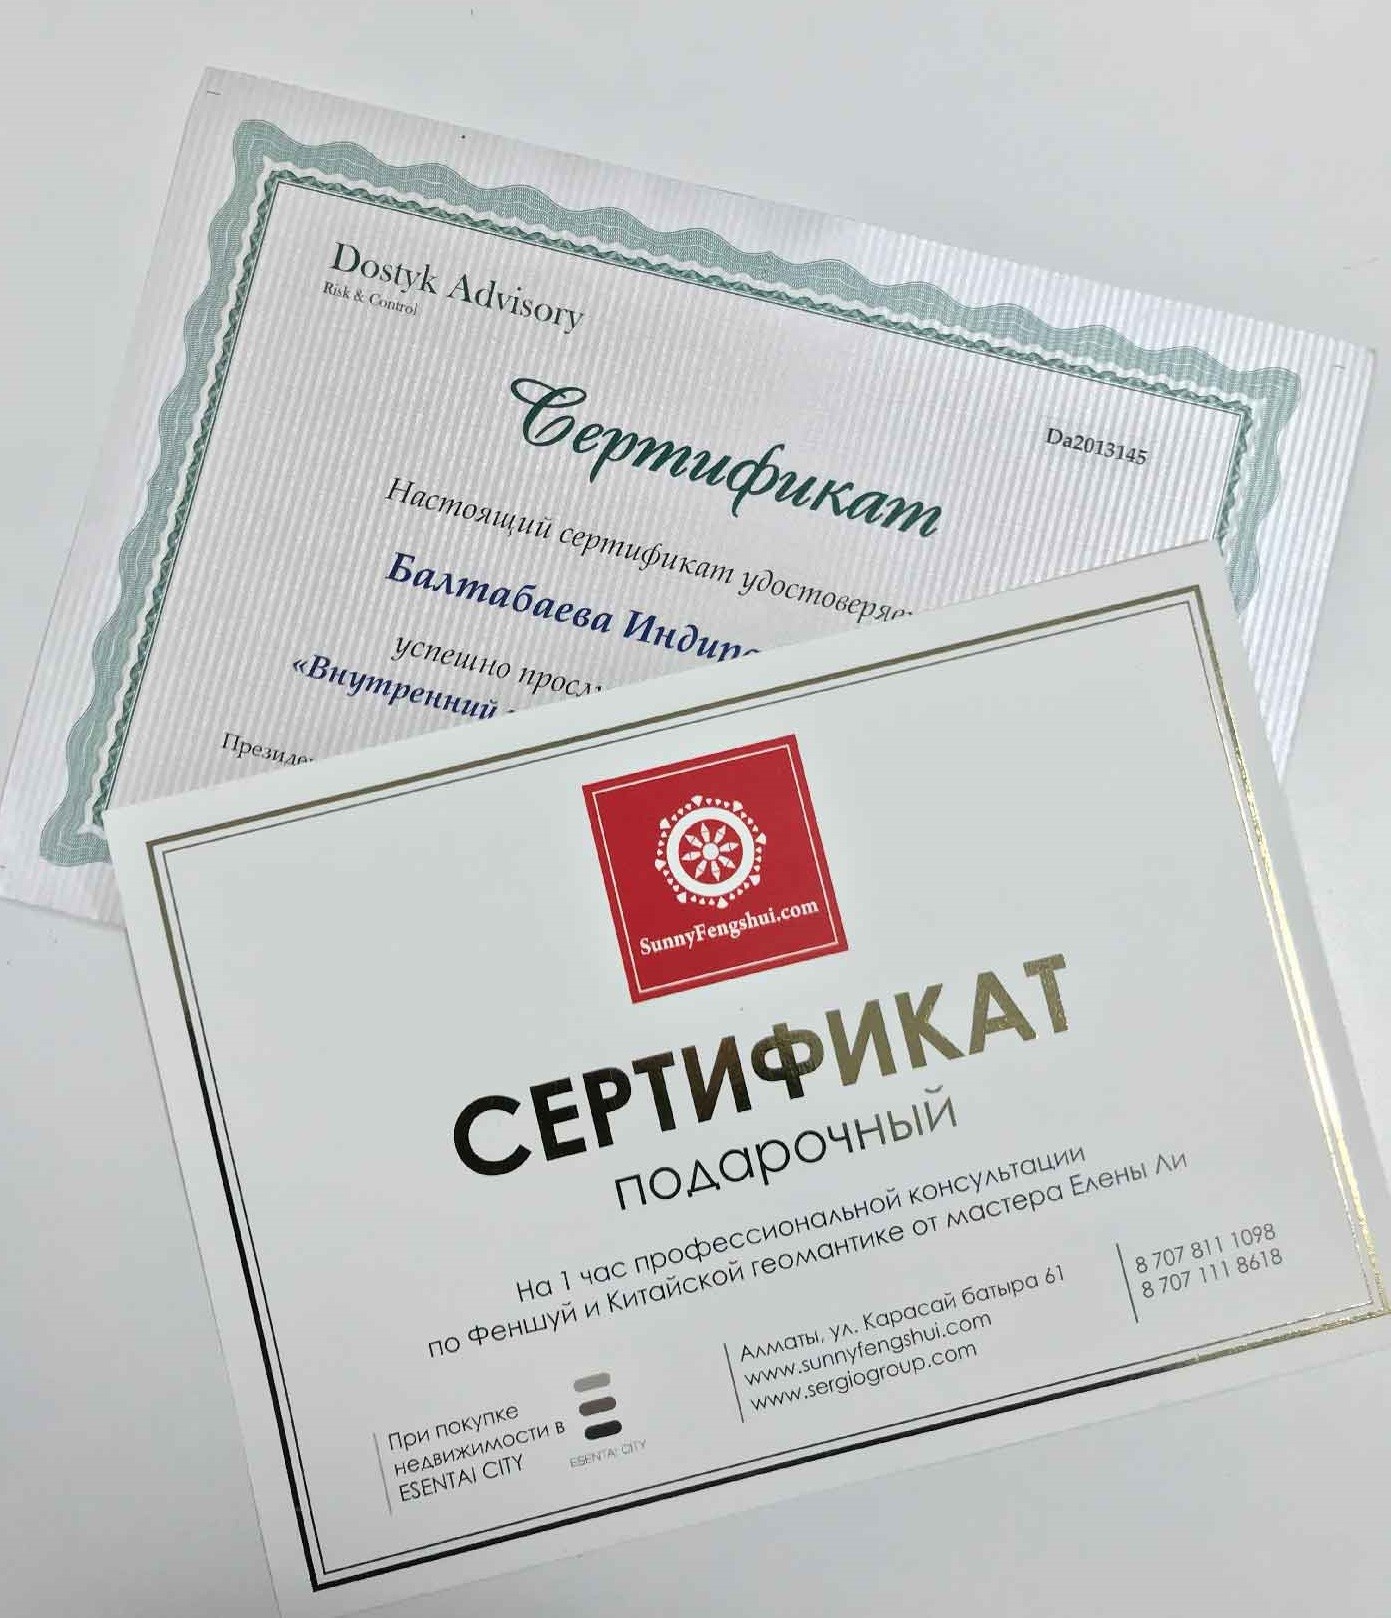 Dostyk Advisory
Risk & Control
Сертификат
Da2013145
Настоящий сертификат
Балтабаева
успешно
«Внутренний
SunnyFengshui.com
СЕРТИФИКАТ
подарочный
На 1 час профессиональной консультации
по Феншуй и Китайской геомантике от мастера Елены Ли
При покупке
недвижимости в
ESENTAI CITY
ESENTAI CITY
Алматы, ул. Карасай батыра 61
www.sunnyfengshui.com
www.sergiogroup.com
8 707 811 1098
8 707 111 8618